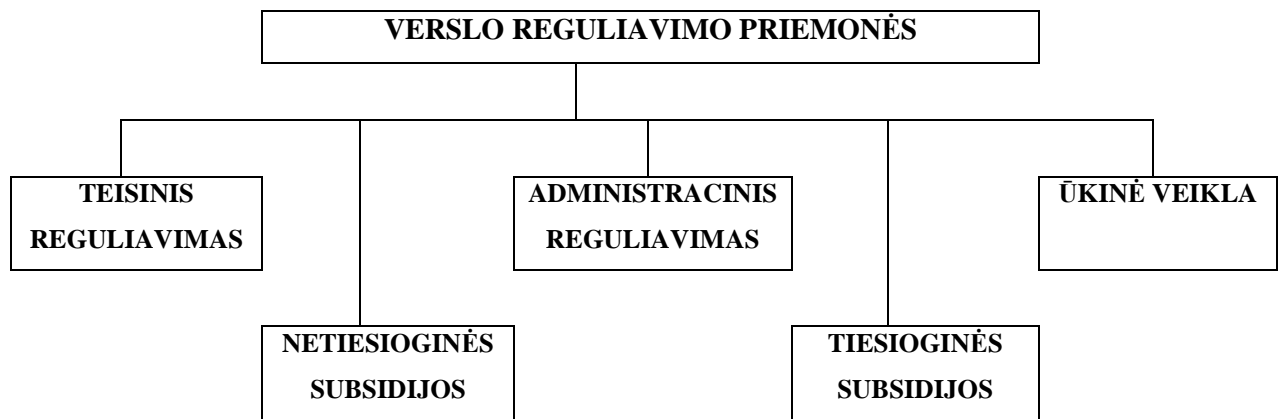 VERSLO REGULIAVIMO PRIEMONĖS
TEISINIS
REGULIAVIMAS
ADMINISTRACINIS
REGULIAVIMAS
ŪKINĖ VEIKLA
NETIESIOGINĖS
SUBSIDIJOS
TIESIOGINĖS
SUBSIDIJOS